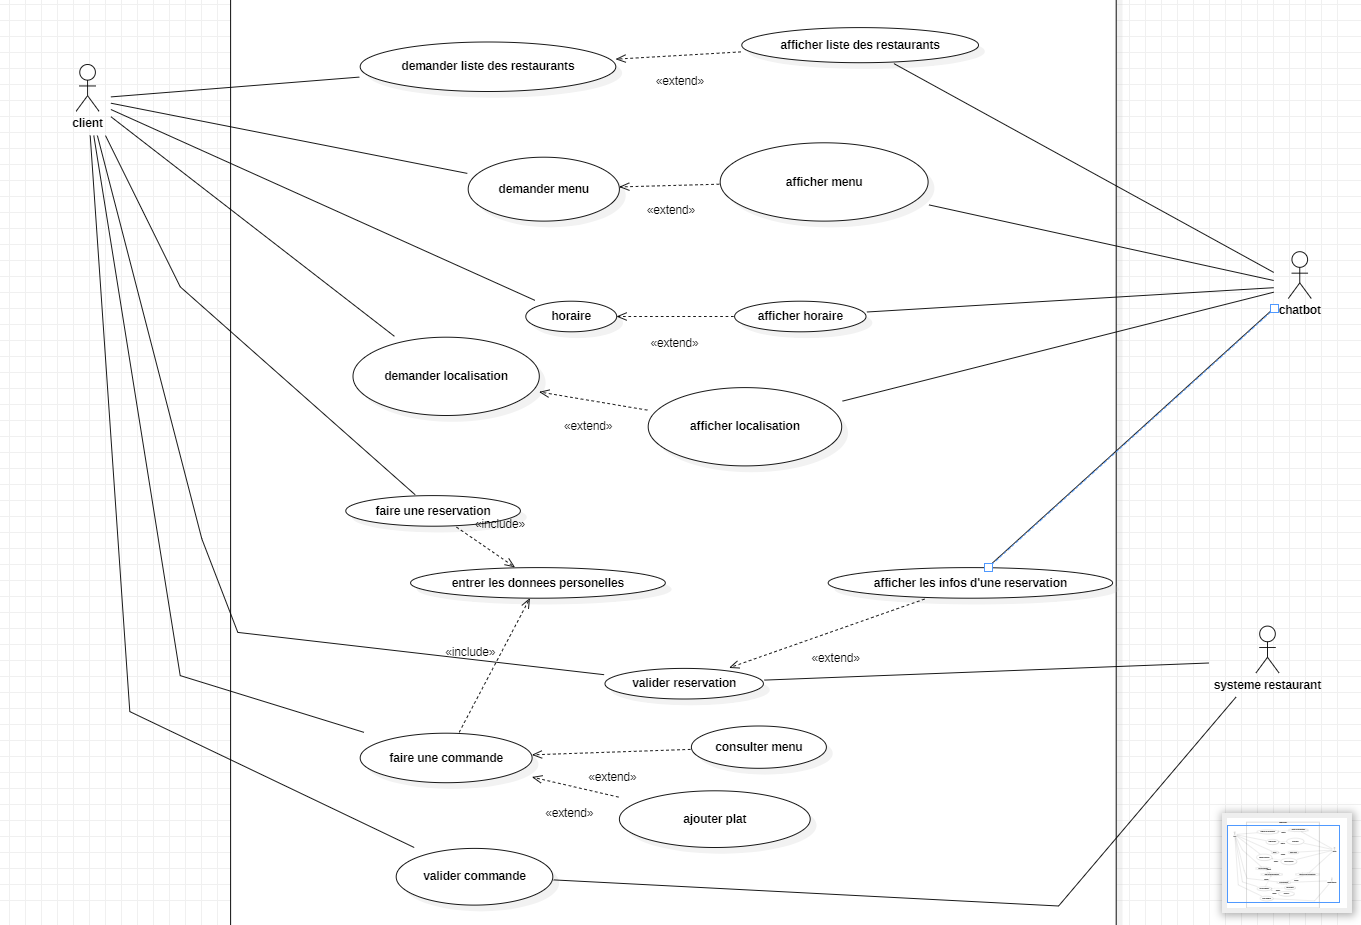 afficher liste des restaurants
demander liste des restaurants
«extend»
client
afficher menu
demander menu
«extend»
chatbot
horaire
afficher horaire
«extend»
demander localisation
afficher localisation
«extend»
faire une reservation
«include»
entrer les donnees personelles
afficher les infos d'une reservation
«include»
«extend»
valider reservation
systeme restaurant
consulter menu
faire une commande
«extend»
«extend»
ajouter plat
valider commande